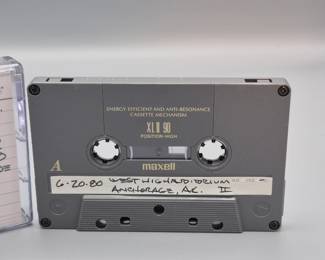 ENERGY EFFICIENT AND ANTI-RESONANCE
CASSETTE MECHANISM
XLII 90
POSITION·HIGH
A
maxell
6-20-80 WEST HIGH AUDITORIUM
ANCHORAGE, AK. II